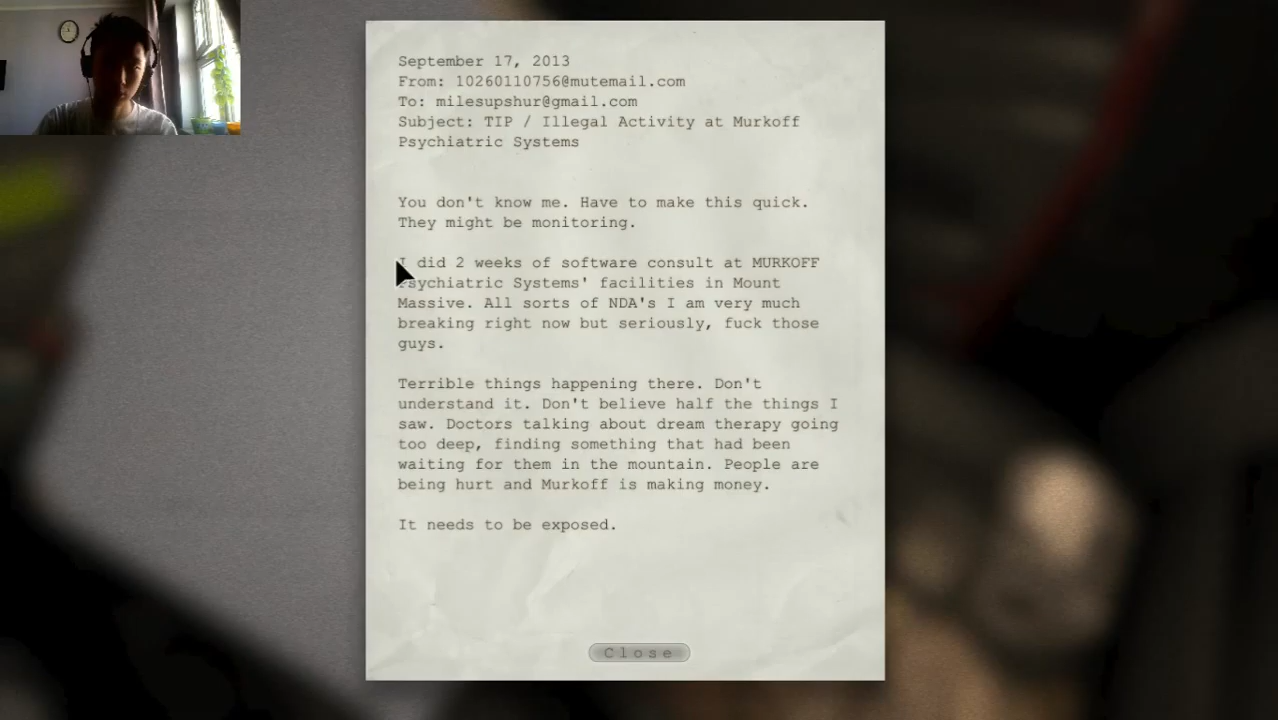 September 17, 2013
From: 10260110756@mutemail.com
To: milesupshur@gmail.com
Subject: TIP / Illegal Activity at Murkoff
Psychiatric Systems
You don't know me. Have to make this quick.
They might be monitoring.
I did 2 weeks of software consult at MURKOFF
Psychiatric Systems' facilities in Mount
Massive. All sorts of NDA's I am very much
breaking right now but seriously, fuck those
guys.
Terrible things happening there. Don't
understand it. Don't believe half the things I
saw. Doctors talking about dream therapy going
too deep, finding something that had been
waiting for them in the mountain. People are
being hurt and Murkoff is making money.
It needs to be exposed.
Close